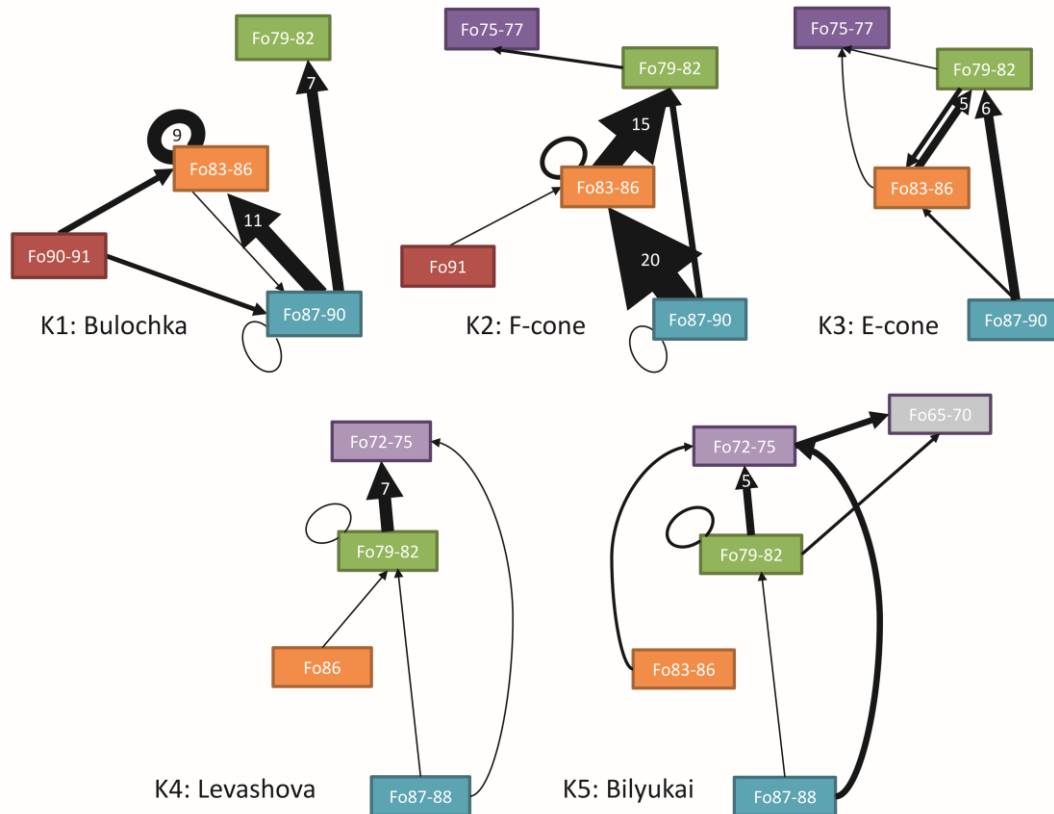 Fo79-82
7
9
Fo83-86
11
Fo90-91
Fo87-90
K1: Bulochka
Fo75-77
Fo79-82
15
Fo83-86
20
Fo91
Fo87-90
K2: F-cone
Fo75-77
Fo79-82
5
6
Fo83-86
Fo87-90
K3: E-cone
Fo72-75
7
Fo79-82
Fo86
Fo87-88
K4: Levashova
Fo65-70
Fo72-75
5
Fo79-82
Fo83-86
Fo87-88
K5: Bilyukai